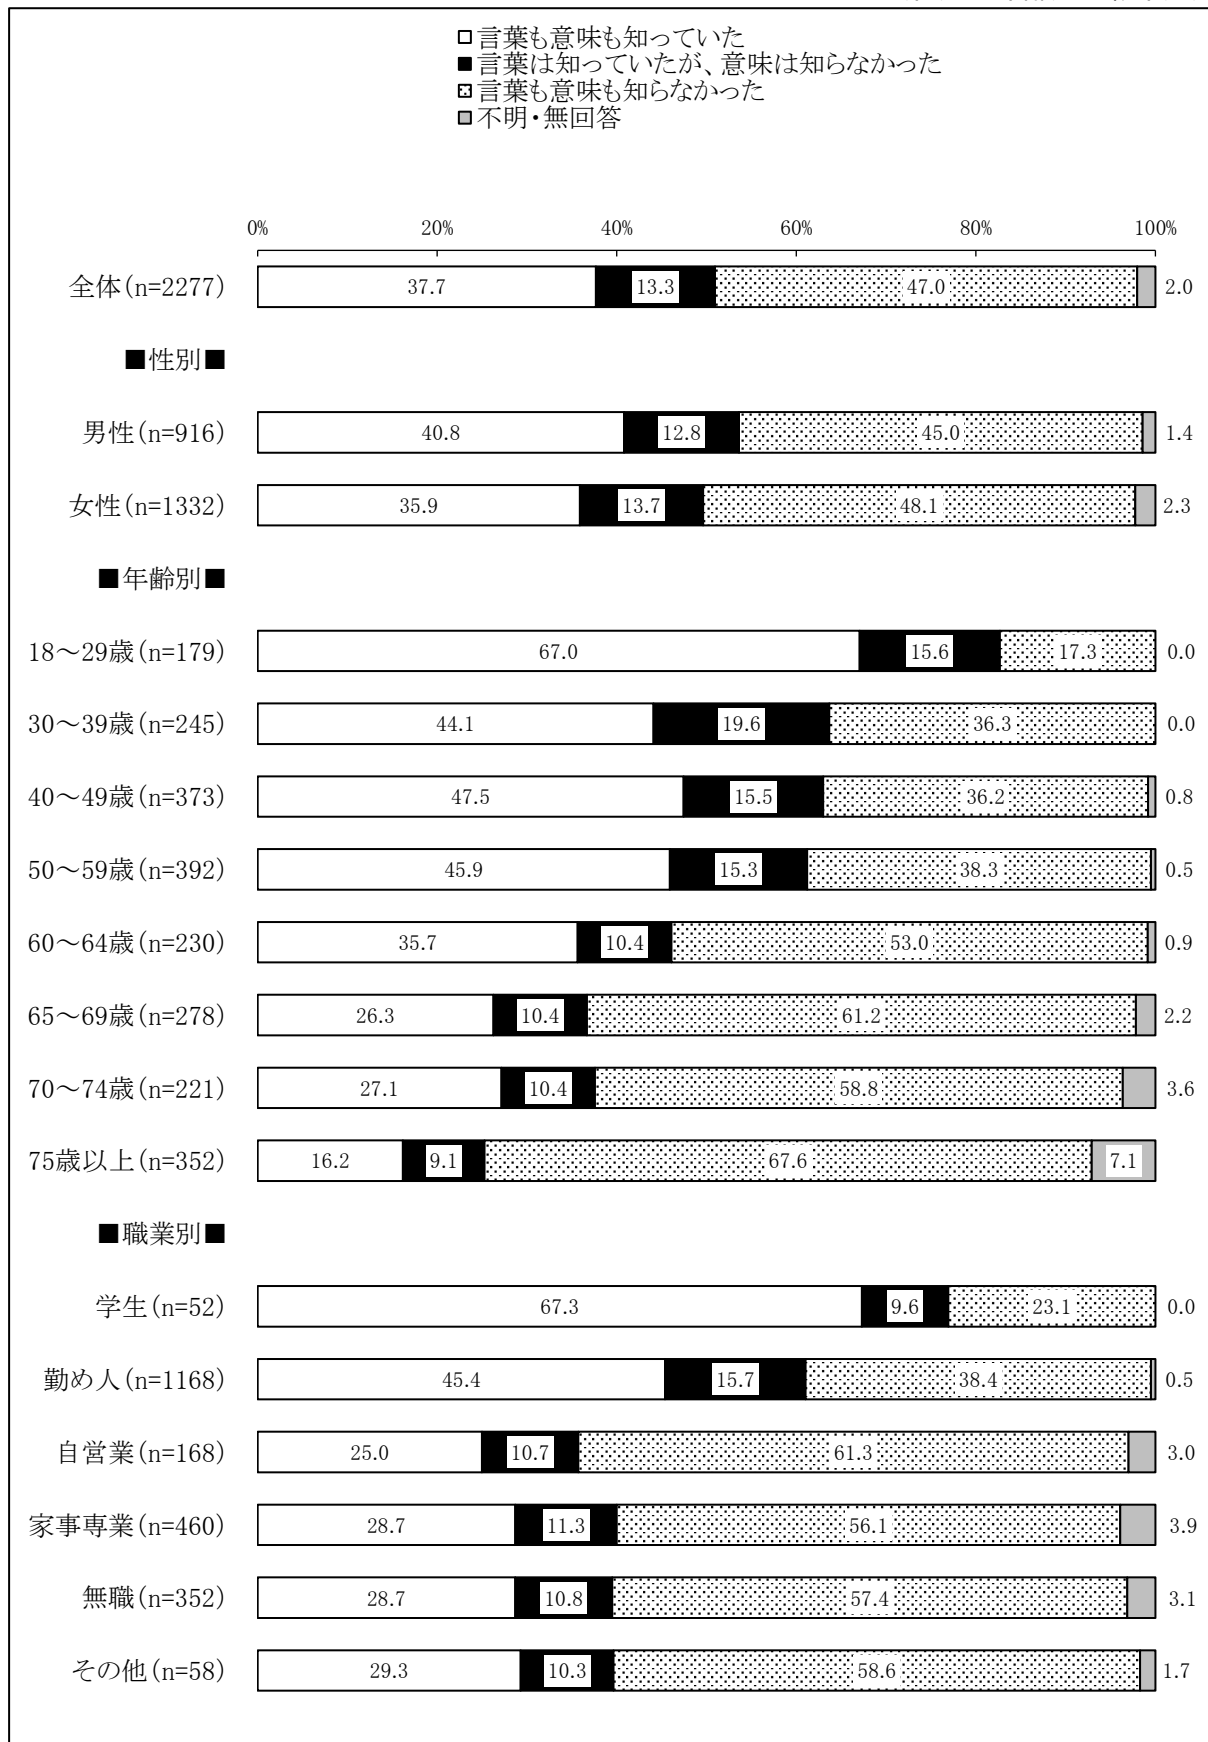 言葉も意味も知っていた
言葉は知っていたが、意味は知らなかった
言葉も意味も知らなかった
不明・無回答
0% 20% 40% 60% 80% 100%
全体(n=2277) 37.7 13.3 47.0 2.0
■性別■
男性(n=916) 40.8 12.8 45.0 1.4
女性(n=1332) 35.9 13.7 48.1 2.3
■年齢別■
18～29歳(n=179) 67.0 15.6 17.3 0.0
30～39歳(n=245) 44.1 19.6 36.3 0.0
40～49歳(n=373) 47.5 15.5 36.2 0.8
50～59歳(n=392) 45.9 15.3 38.3 0.5
60～64歳(n=230) 35.7 10.4 53.0 0.9
65～69歳(n=278) 26.3 10.4 61.2 2.2
70～74歳(n=221) 27.1 10.4 58.8 3.6
75歳以上(n=352) 16.2 9.1 67.6 7.1
■職業別■
学生(n=52) 67.3 9.6 23.1 0.0
勤め人(n=1168) 45.4 15.7 38.4 0.5
自営業(n=168) 25.0 10.7 61.3 3.0
家事専業(n=460) 28.7 11.3 56.1 3.9
無職(n=352) 28.7 10.8 57.4 3.1
その他(n=58) 29.3 10.3 58.6 1.7